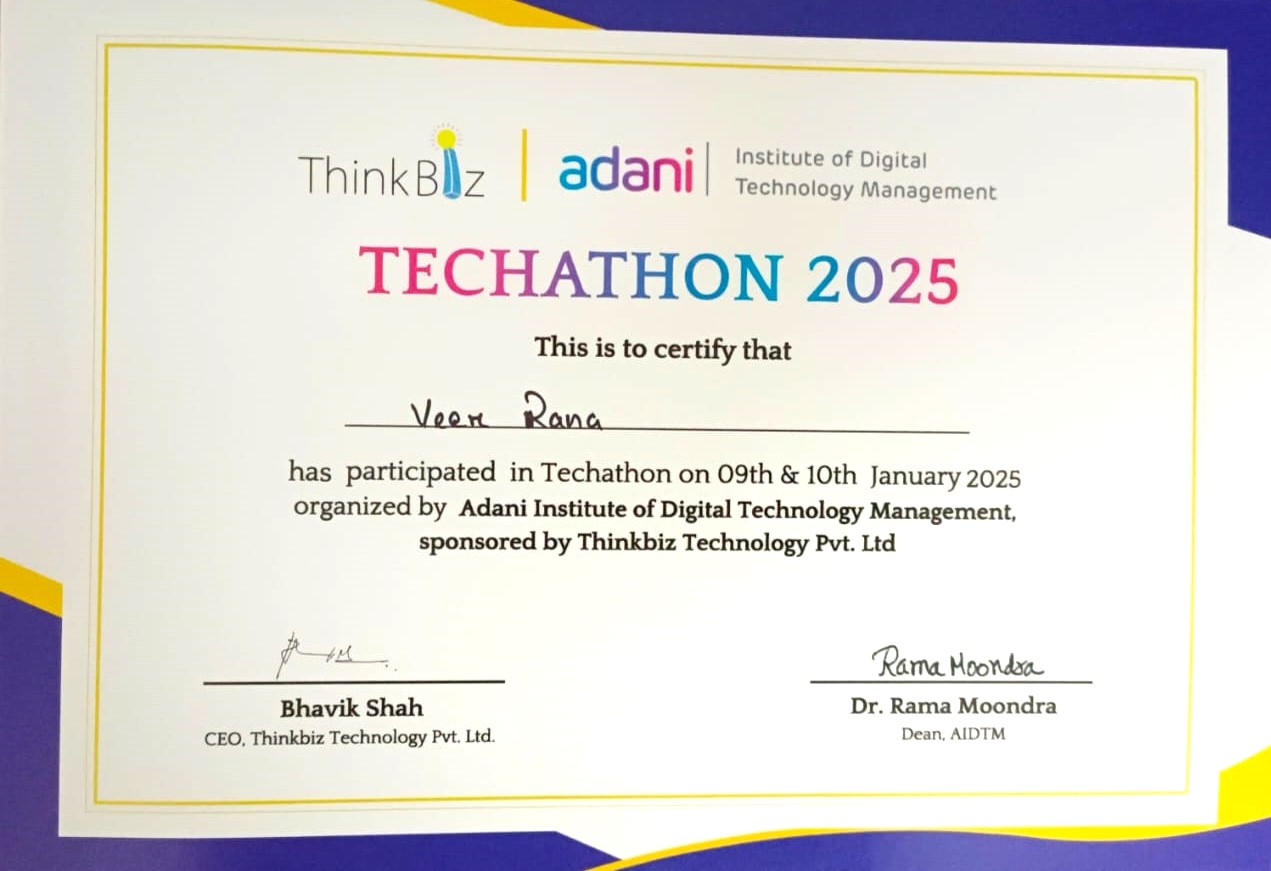 ThinkBiz
adani
Institute of Digital
Technology Management
TECHATHON 2025
This is to certify that
Veer Rana
has participated in Techathon on 09th & 10th January 2025
organized by Adani Institute of Digital Technology Management,
sponsored by Thinkbiz Technology Pvt. Ltd
Bhavik Shah
CEO, Thinkbiz Technology Pvt. Ltd.
Rama Moondra
Dr. Rama Moondra
Dean, AIDTM